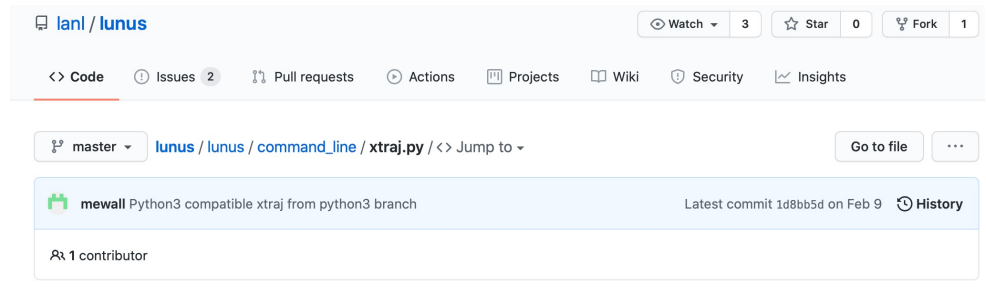 lanl / lunus Watch 3 Star 0 Fork 1
<> Code Issues 2 Pull requests Actions Projects Wiki Security Insights
master lunus / lunus / command_line / xtraj.py / <> Jump to Go to file ...
mewall Python3 compatible xtraj from python3 branch Latest commit 1d8bb5d on Feb 9 History
1 contributor